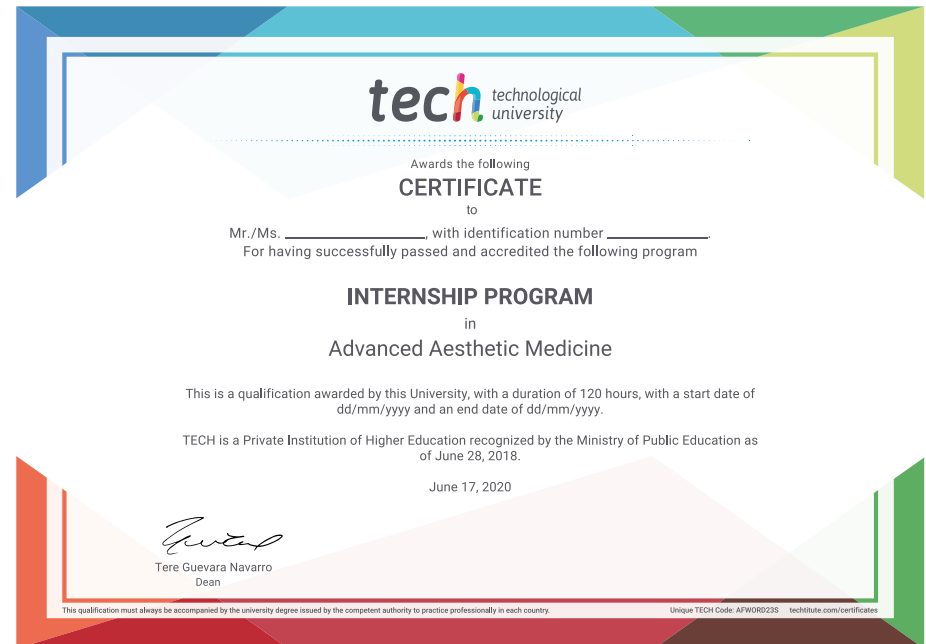 tech technological
university
Awards the following
CERTIFICATE
to
Mr./Ms. ____________________, with identification number ______________.
For having successfully passed and accredited the following program
INTERNSHIP PROGRAM
in
Advanced Aesthetic Medicine
This is a qualification awarded by this University, with a duration of 120 hours, with a start date of
dd/mm/yyyy and an end date of dd/mm/yyyy.
TECH is a Private Institution of Higher Education recognized by the Ministry of Public Education as
of June 28, 2018.
June 17, 2020
Tere Guevara Navarro
Dean
This qualification must always be accompanied by the university degree issued by the competent authority to practice professionally in each country.
Unique TECH Code: AFWORD23S techtitute.com/certificates